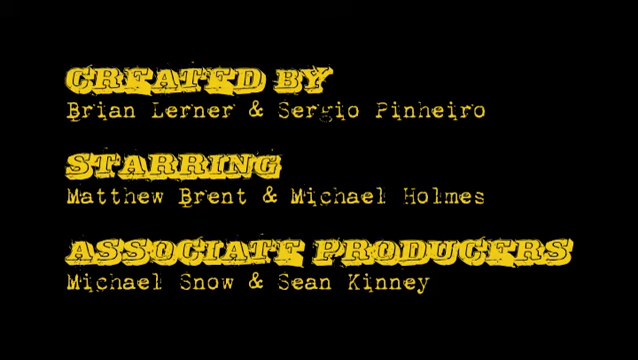 CREATED BY
Brian Lerner & Sergio Pinheiro
STARRING
Matthew Brent & Michael Holmes
ASSOCIATE PRODUCERS
Michael Snow & Sean Kinney